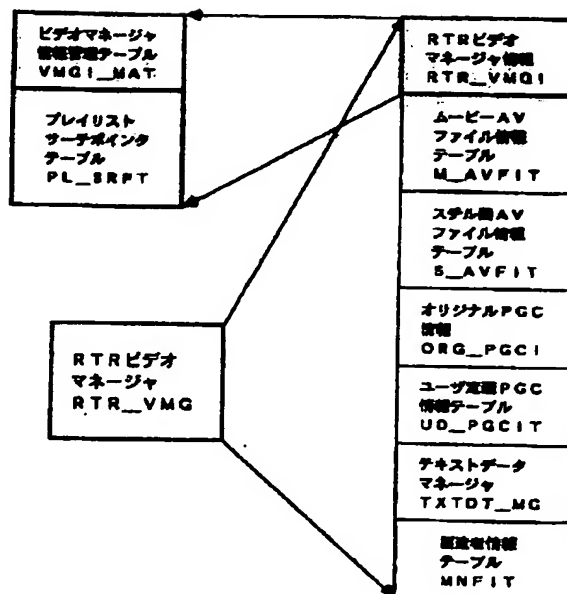 ビデオマネージャ
情報管理テーブル
VMGI_MAT
プレイリスト
サーチポインタ
テーブル
PL_SRPT
RTRビデオ
マネージャ
RTR_VMG
RTRビデオ
マネージャ情報
RTR_VMGI
ムービーAV
ファイル情報
テーブル
M_AVFIT
スチル画AV
ファイル情報
テーブル
S_AVFIT
オリジナルPGC
情報
ORG_PGCI
ユーザ定義PGC
情報テーブル
UD_PGCIT
テキストデータ
マネージャ
TXTDT_MG
製造者情報
テーブル
MNFIT